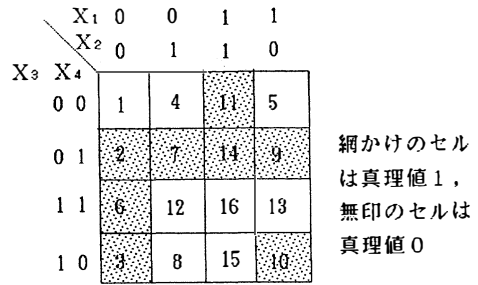 X₁ 0 0 1 1
X₂ 0 1 1 0
X₃ X₄
0 0 1 4 11 5
0 1 2 7 14 9
1 1 6 12 16 13
1 0 3 8 15 10
網かけのセル
は真理値1，
無印のセルは
真理値0